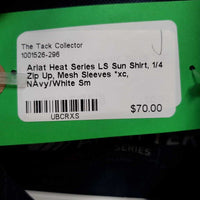 The Tack Collector
1001526-296
Ariat Heat Series LS Sun Shirt, 1/4
Zip Up, Mesh Sleeves *xc,
NAvy/White Sm
$70.00
UBCRXS
SERIES